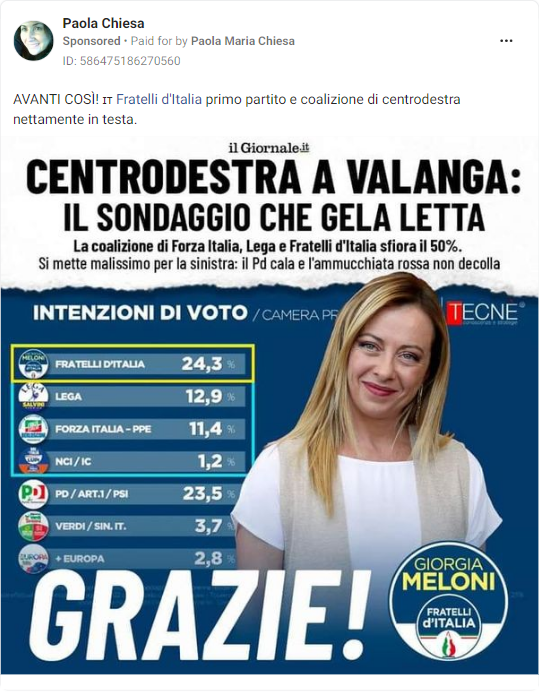 Paola Chiesa
Sponsored • Paid for by Paola Maria Chiesa
ID: 586475186270560
AVANTI COSÌ! IT Fratelli d'Italia primo partito e coalizione di centrodestra
nettamente in testa.
il Giornale.it
CENTRODESTRA A VALANGA:
IL SONDAGGIO CHE GELA LETTA
La coalizione di Forza Italia, Lega e Fratelli d'Italia sfiora il 50%.
Si mette malissimo per la sinistra: il Pd cala e l'ammucchiata rossa non decolla
INTENZIONI DI VOTO / CAMERA PR
TECNE
MELONI
FRATELLI D'ITALIA 24,3 %
SALVINI
LEGA 12,9 %
FORZA ITALIA – PPE 11,4 %
NCI / IC 1,2 %
PD
PD / ART.1 / PSI 23,5 %
VERDI / SIN. IT. 3,7 %
EUROPA
+ EUROPA 2,8 %
GRAZIE!
GIORGIA
MELONI
FRATELLI
d'ITALIA